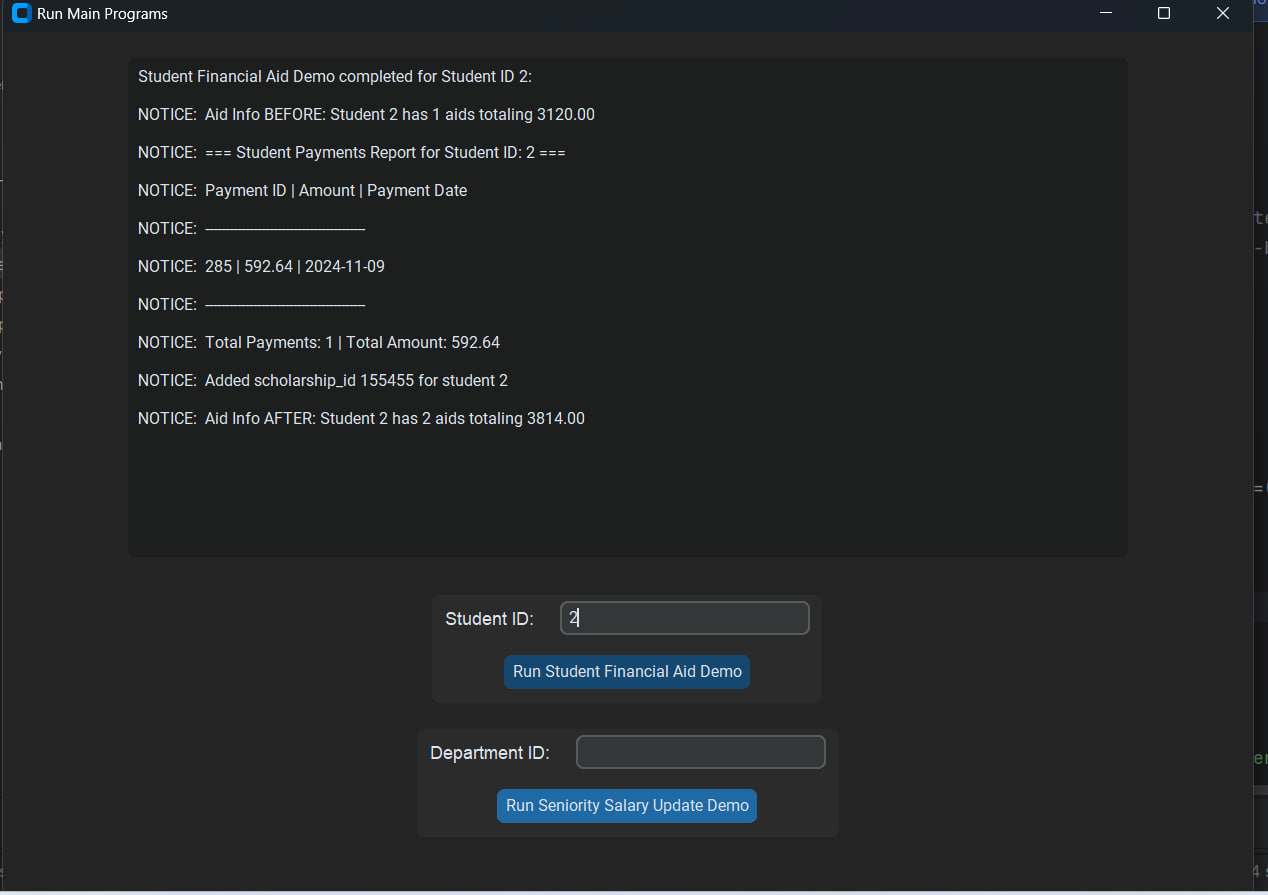 Run Main Programs
Student Financial Aid Demo completed for Student ID 2:
NOTICE:  Aid Info BEFORE: Student 2 has 1 aids totaling 3120.00
NOTICE:  === Student Payments Report for Student ID: 2 ===
NOTICE:  Payment ID | Amount | Payment Date
NOTICE:  ----------------------------------------
NOTICE:  285 | 592.64 | 2024-11-09
NOTICE:  ----------------------------------------
NOTICE:  Total Payments: 1 | Total Amount: 592.64
NOTICE:  Added scholarship_id 155455 for student 2
NOTICE:  Aid Info AFTER: Student 2 has 2 aids totaling 3814.00
Student ID: 2
Run Student Financial Aid Demo
Department ID:
Run Seniority Salary Update Demo